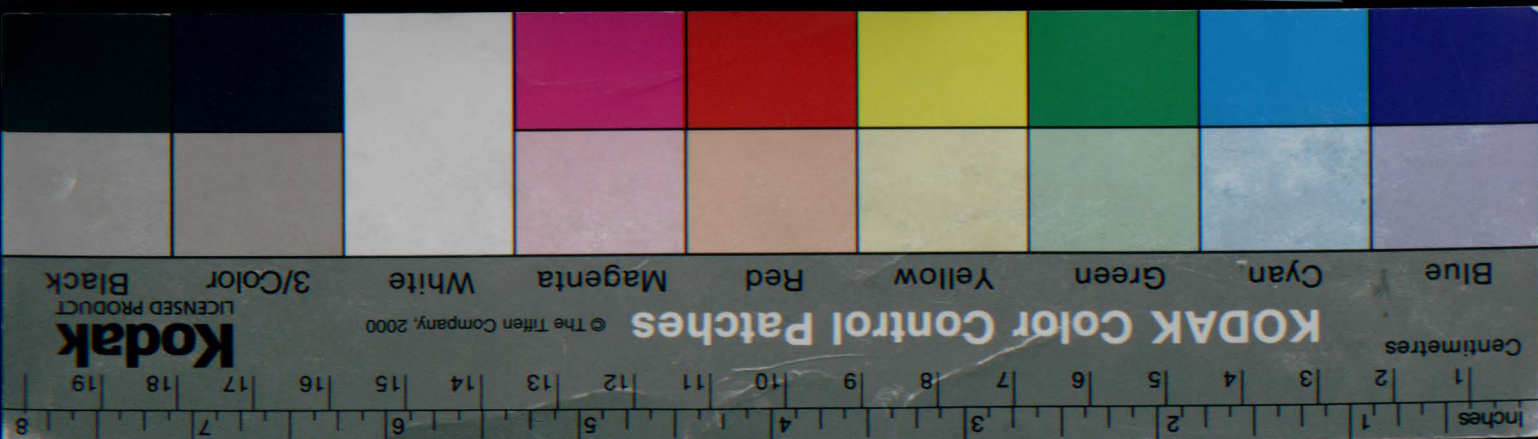 Inches 1 2 3 4 5 6 7 8
1 2 3 4 5 6 7 8 9 10 11 12 13 14 15 16 17 18 19
Centimetres
KODAK Color Control Patches © The Tiffen Company, 2000 Kodak
LICENSED PRODUCT
Blue Cyan Green Yellow Red Magenta White 3/Color Black